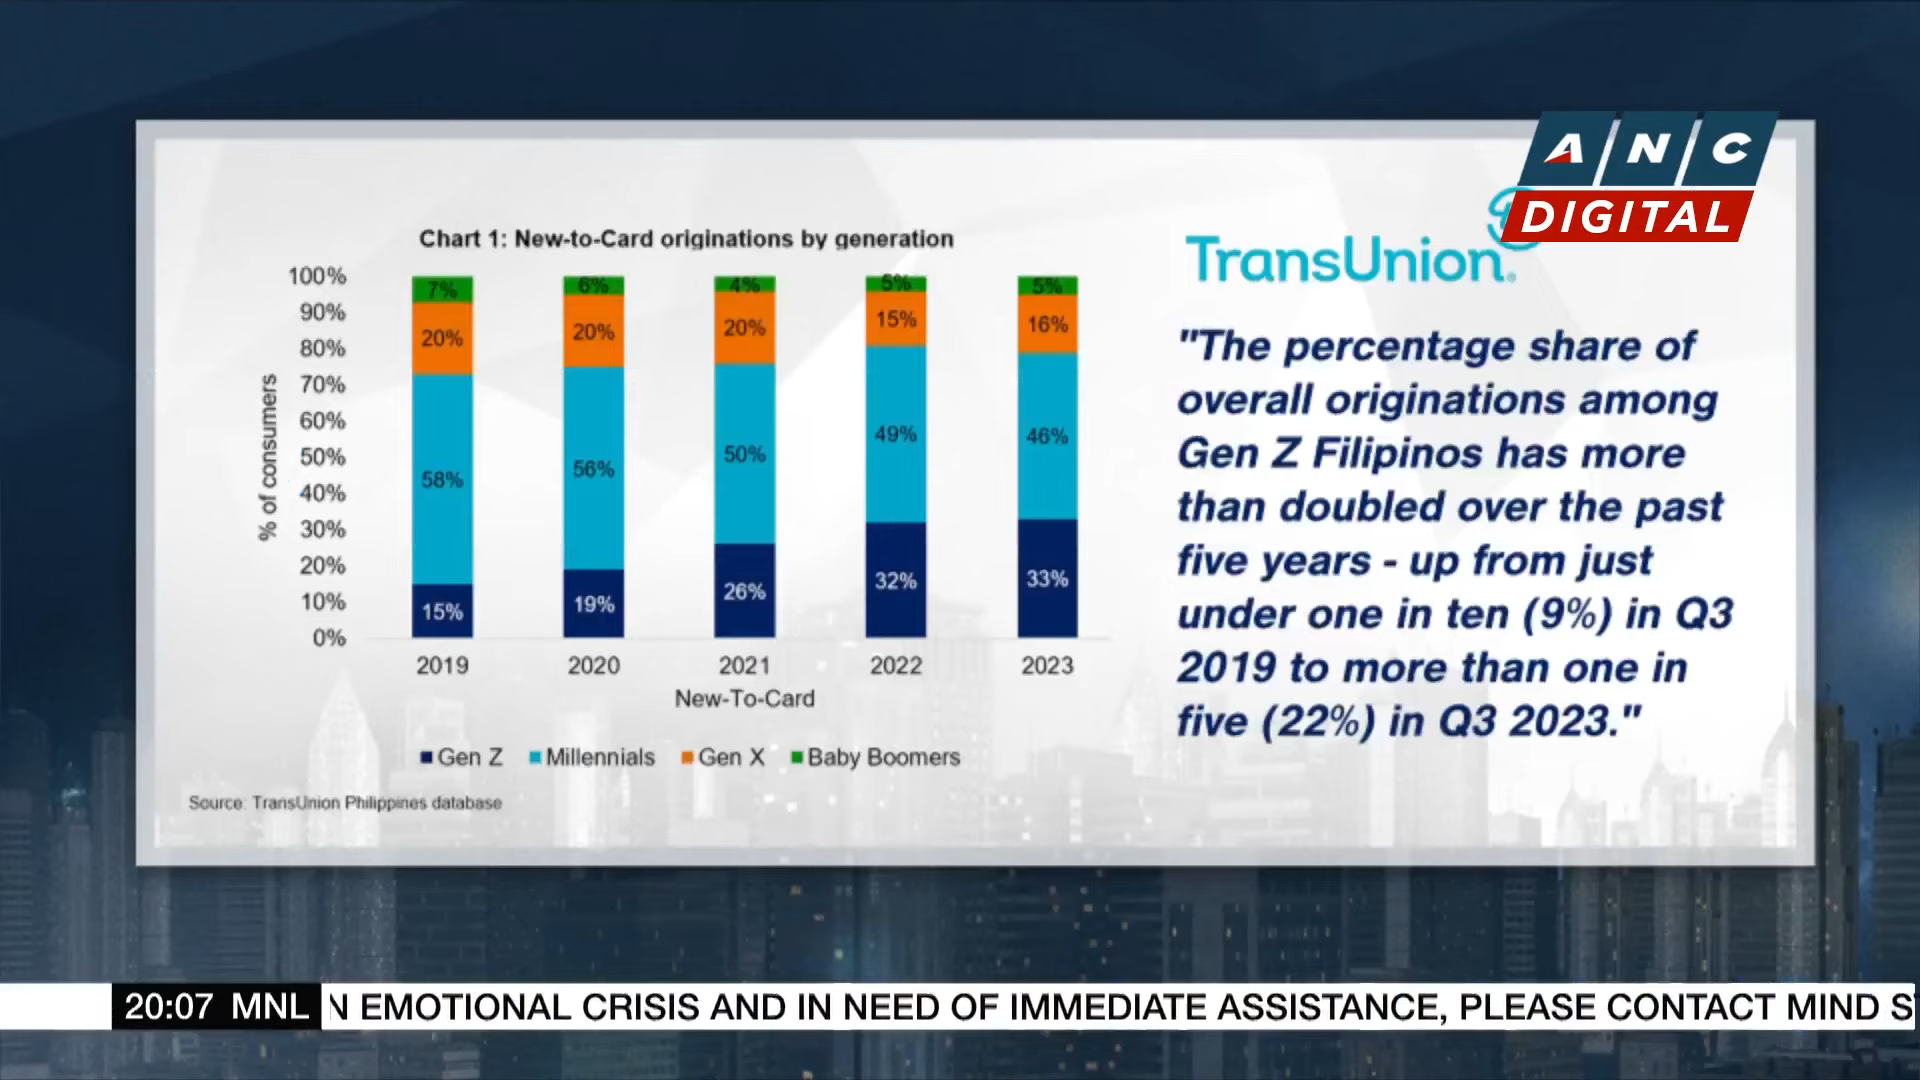 ANC
DIGITAL
TransUnion
Chart 1: New-to-Card originations by generation
% of consumers
100%
90%
80%
70%
60%
50%
40%
30%
20%
10%
0%
7% 6% 4% 5% 5%
20% 20% 20% 15% 16%
58% 56% 50% 49% 46%
15% 19% 26% 32% 33%
2019 2020 2021 2022 2023
New-To-Card
Gen Z Millennials Gen X Baby Boomers
Source: TransUnion Philippines database
"The percentage share of
overall originations among
Gen Z Filipinos has more
than doubled over the past
five years - up from just
under one in ten (9%) in Q3
2019 to more than one in
five (22%) in Q3 2023."
20:07 MNL N EMOTIONAL CRISIS AND IN NEED OF IMMEDIATE ASSISTANCE, PLEASE CONTACT MIND S